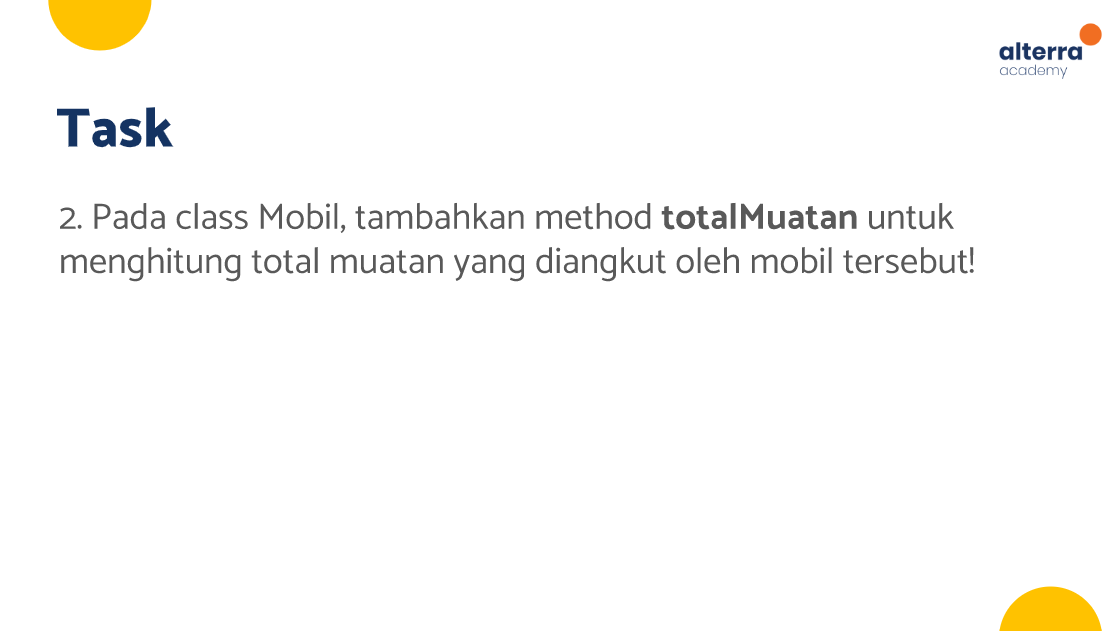 alterra
academy
Task
2. Pada class Mobil, tambahkan method totalMuatan untuk
menghitung total muatan yang diangkut oleh mobil tersebut!